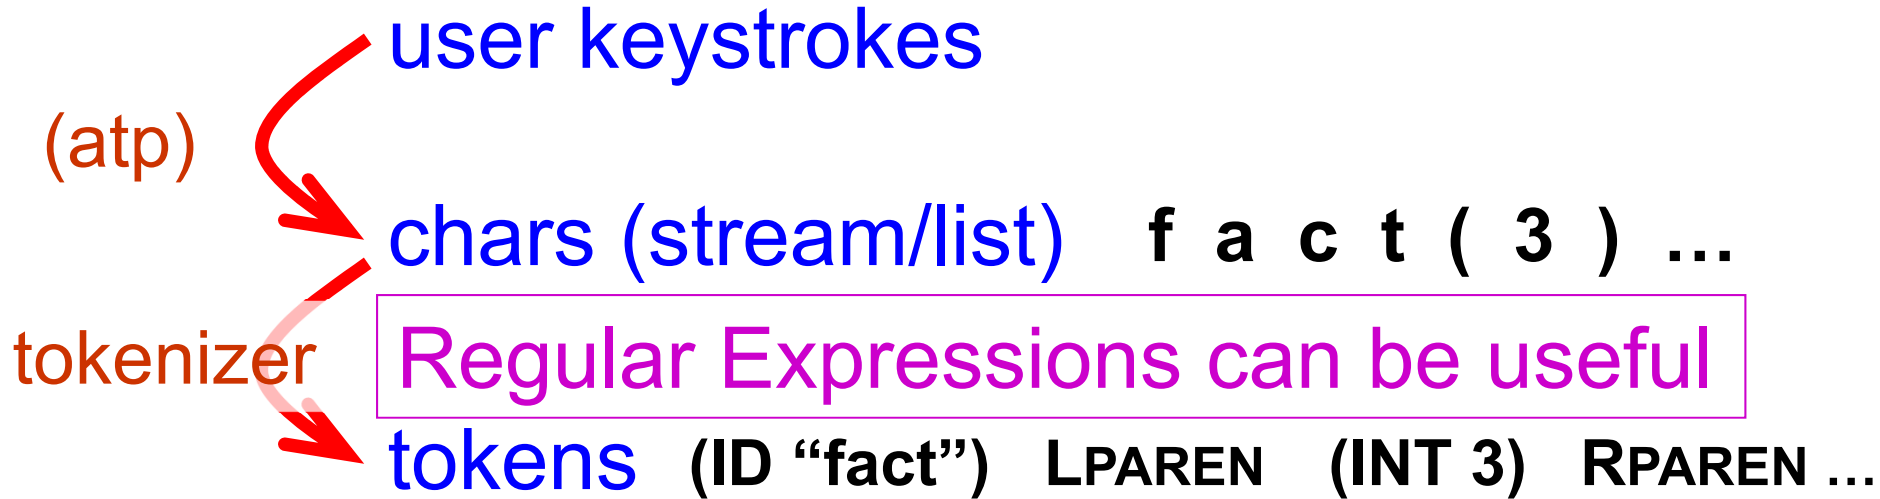 user keystrokes
(atp)
chars (stream/list) f a c t ( 3 ) …
tokenizer Regular Expressions can be useful
tokens (ID “fact”) LPAREN (INT 3) RPAREN …